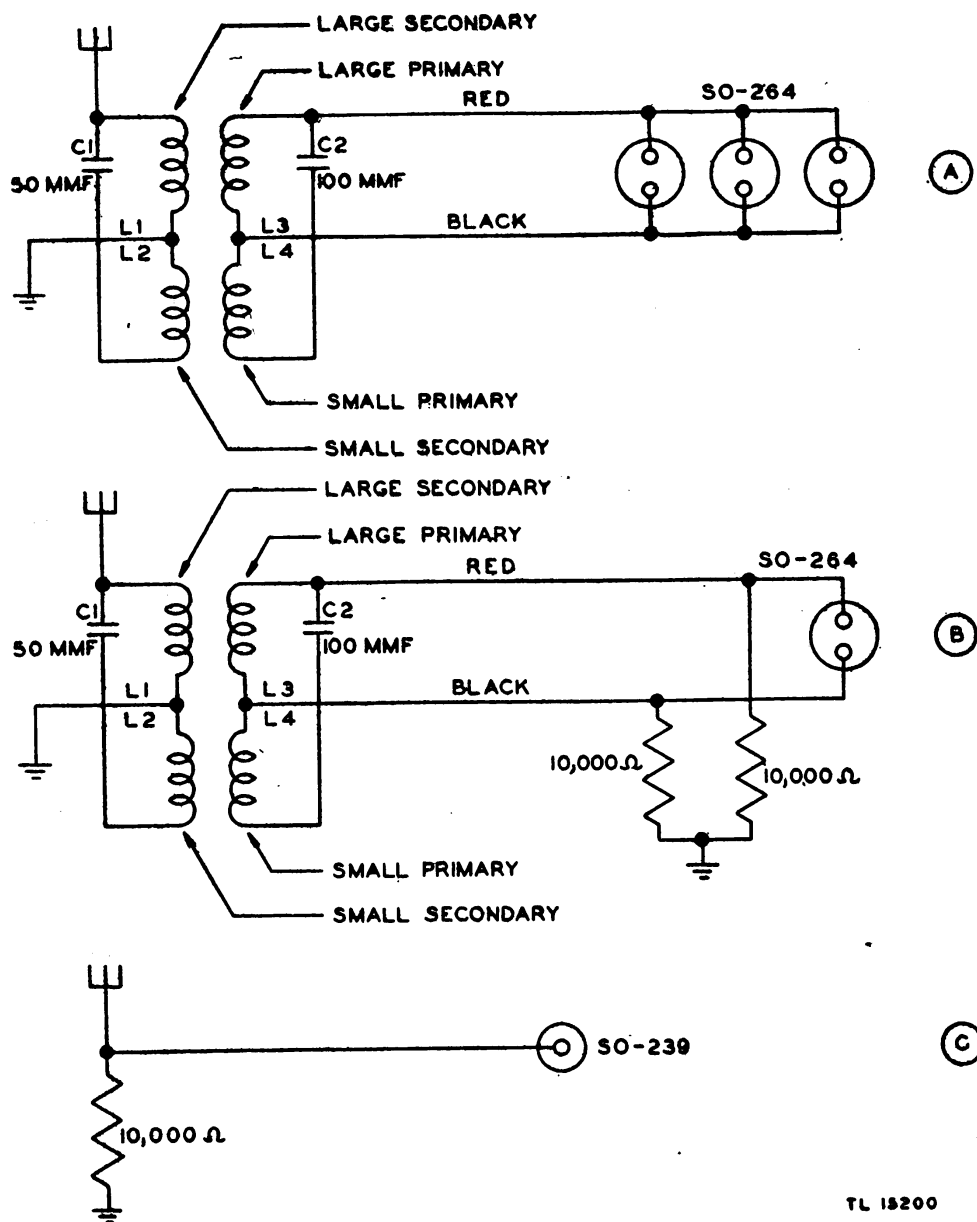 LARGE SECONDARY
LARGE PRIMARY
RED
SO-264
C1
50 MMF
C2
100 MMF
A
L1
L2
L3
L4
BLACK
SMALL PRIMARY
SMALL SECONDARY
LARGE SECONDARY
LARGE PRIMARY
RED
SO-264
C1
50 MMF
C2
100 MMF
B
L1
L2
L3
L4
BLACK
10,000 Ω
10,000 Ω
SMALL PRIMARY
SMALL SECONDARY
SO-239
C
10,000 Ω
TL 15200